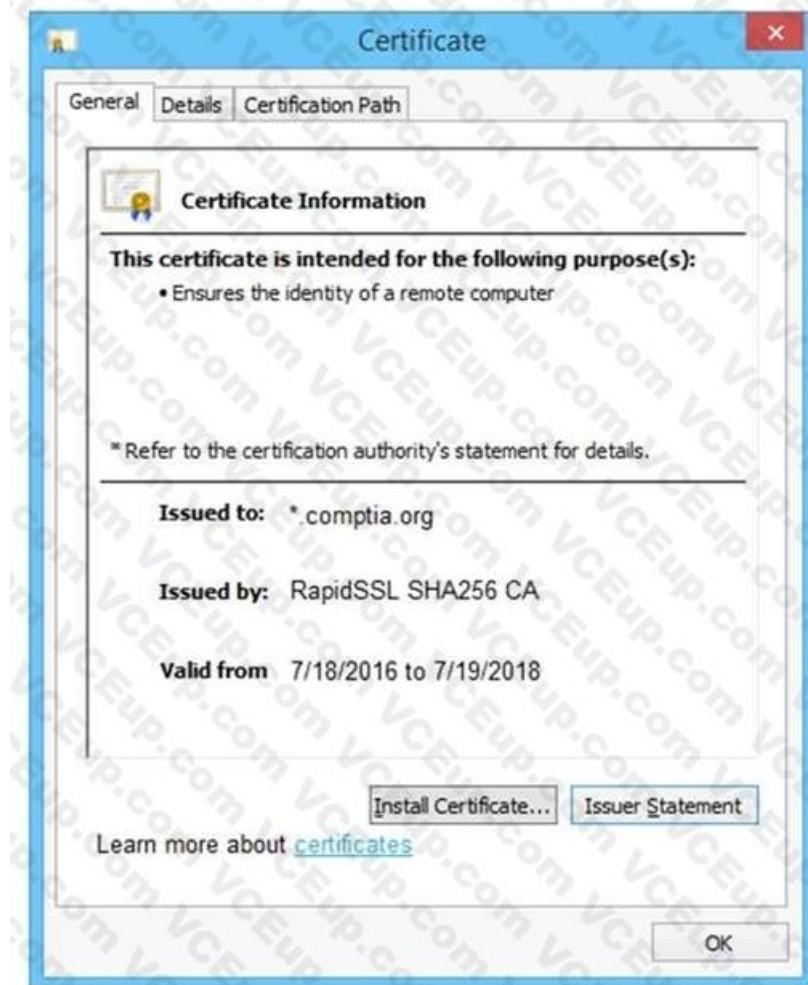 Certificate
General Details Certification Path
Certificate Information
This certificate is intended for the following purpose(s):
• Ensures the identity of a remote computer
* Refer to the certification authority's statement for details.
Issued to: *.comptia.org
Issued by: RapidSSL SHA256 CA
Valid from 7/18/2016 to 7/19/2018
Install Certificate... Issuer Statement
Learn more about certificates
OK
VCEup.com